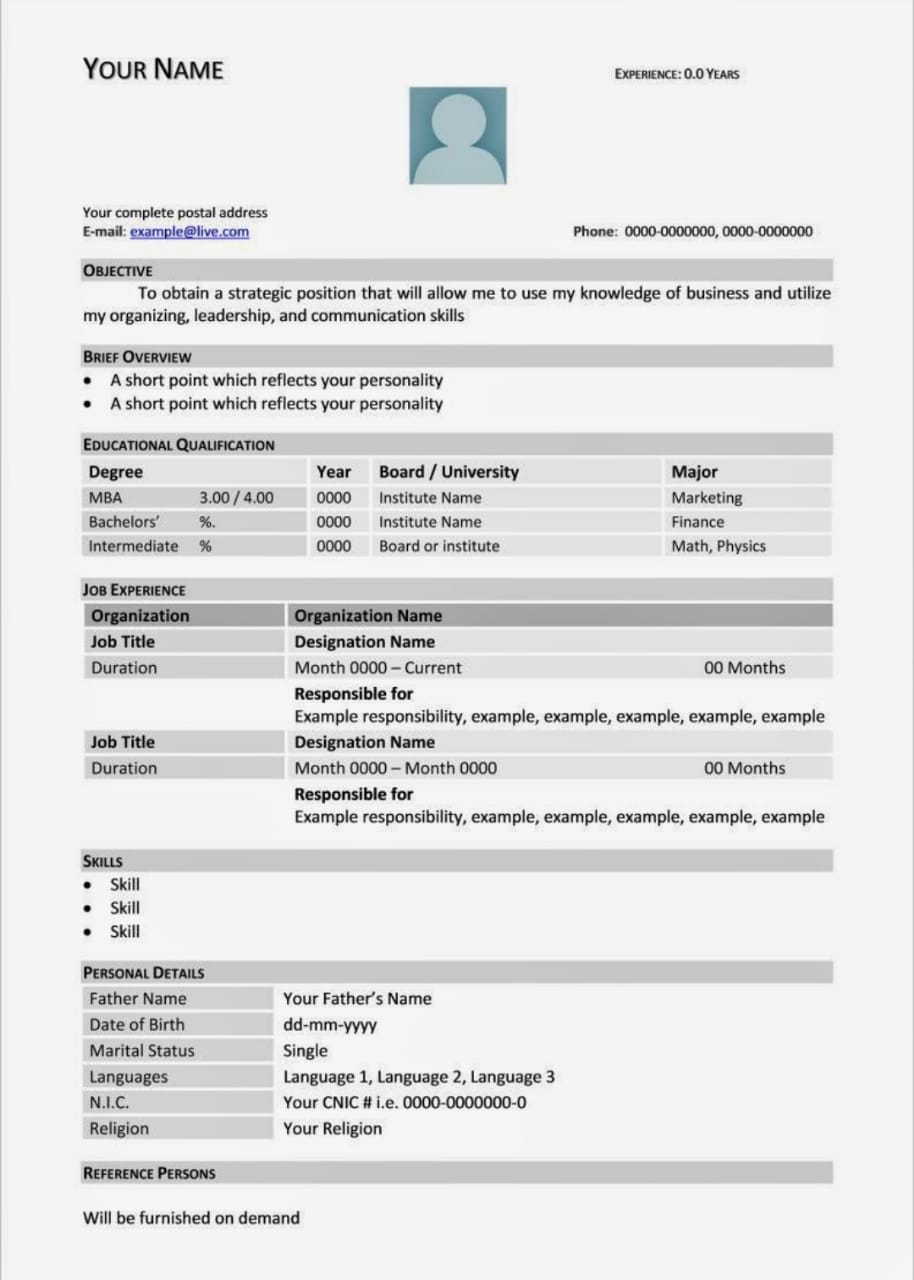 YOUR NAME
EXPERIENCE: 0.0 YEARS
Your complete postal address
E-mail: example@live.com
Phone: 0000-0000000, 0000-0000000
OBJECTIVE
To obtain a strategic position that will allow me to use my knowledge of business and utilize
my organizing, leadership, and communication skills
BRIEF OVERVIEW
• A short point which reflects your personality
• A short point which reflects your personality
EDUCATIONAL QUALIFICATION
Degree Year Board / University Major
MBA 3.00 / 4.00 0000 Institute Name Marketing
Bachelors’ %. 0000 Institute Name Finance
Intermediate % 0000 Board or institute Math, Physics
JOB EXPERIENCE
Organization Organization Name
Job Title Designation Name
Duration Month 0000 – Current 00 Months
Responsible for
Example responsibility, example, example, example, example, example
Job Title Designation Name
Duration Month 0000 – Month 0000 00 Months
Responsible for
Example responsibility, example, example, example, example, example
SKILLS
• Skill
• Skill
• Skill
PERSONAL DETAILS
Father Name Your Father’s Name
Date of Birth dd-mm-yyyy
Marital Status Single
Languages Language 1, Language 2, Language 3
N.I.C. Your CNIC # i.e. 0000-0000000-0
Religion Your Religion
REFERENCE PERSONS
Will be furnished on demand